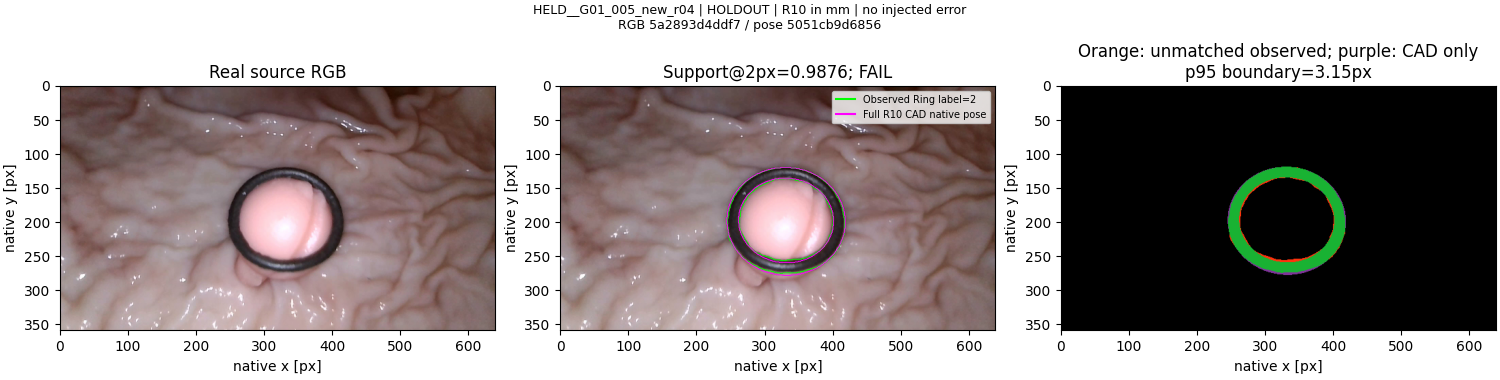 HELD__G01_005_new_r04 | HOLDOUT | R10 in mm | no injected error
RGB 5a2893d4ddf7 / pose 5051cb9d6856
Real source RGB
Support@2px=0.9876; FAIL
Orange: unmatched observed; purple: CAD only
p95 boundary=3.15px
Observed Ring label=2
Full R10 CAD native pose
0
50
100
150
200
250
300
350
native y [px]
0 100 200 300 400 500 600
native x [px]
0
50
100
150
200
250
300
350
native y [px]
0 100 200 300 400 500 600
native x [px]
0
50
100
150
200
250
300
350
native y [px]
0 100 200 300 400 500 600
native x [px]